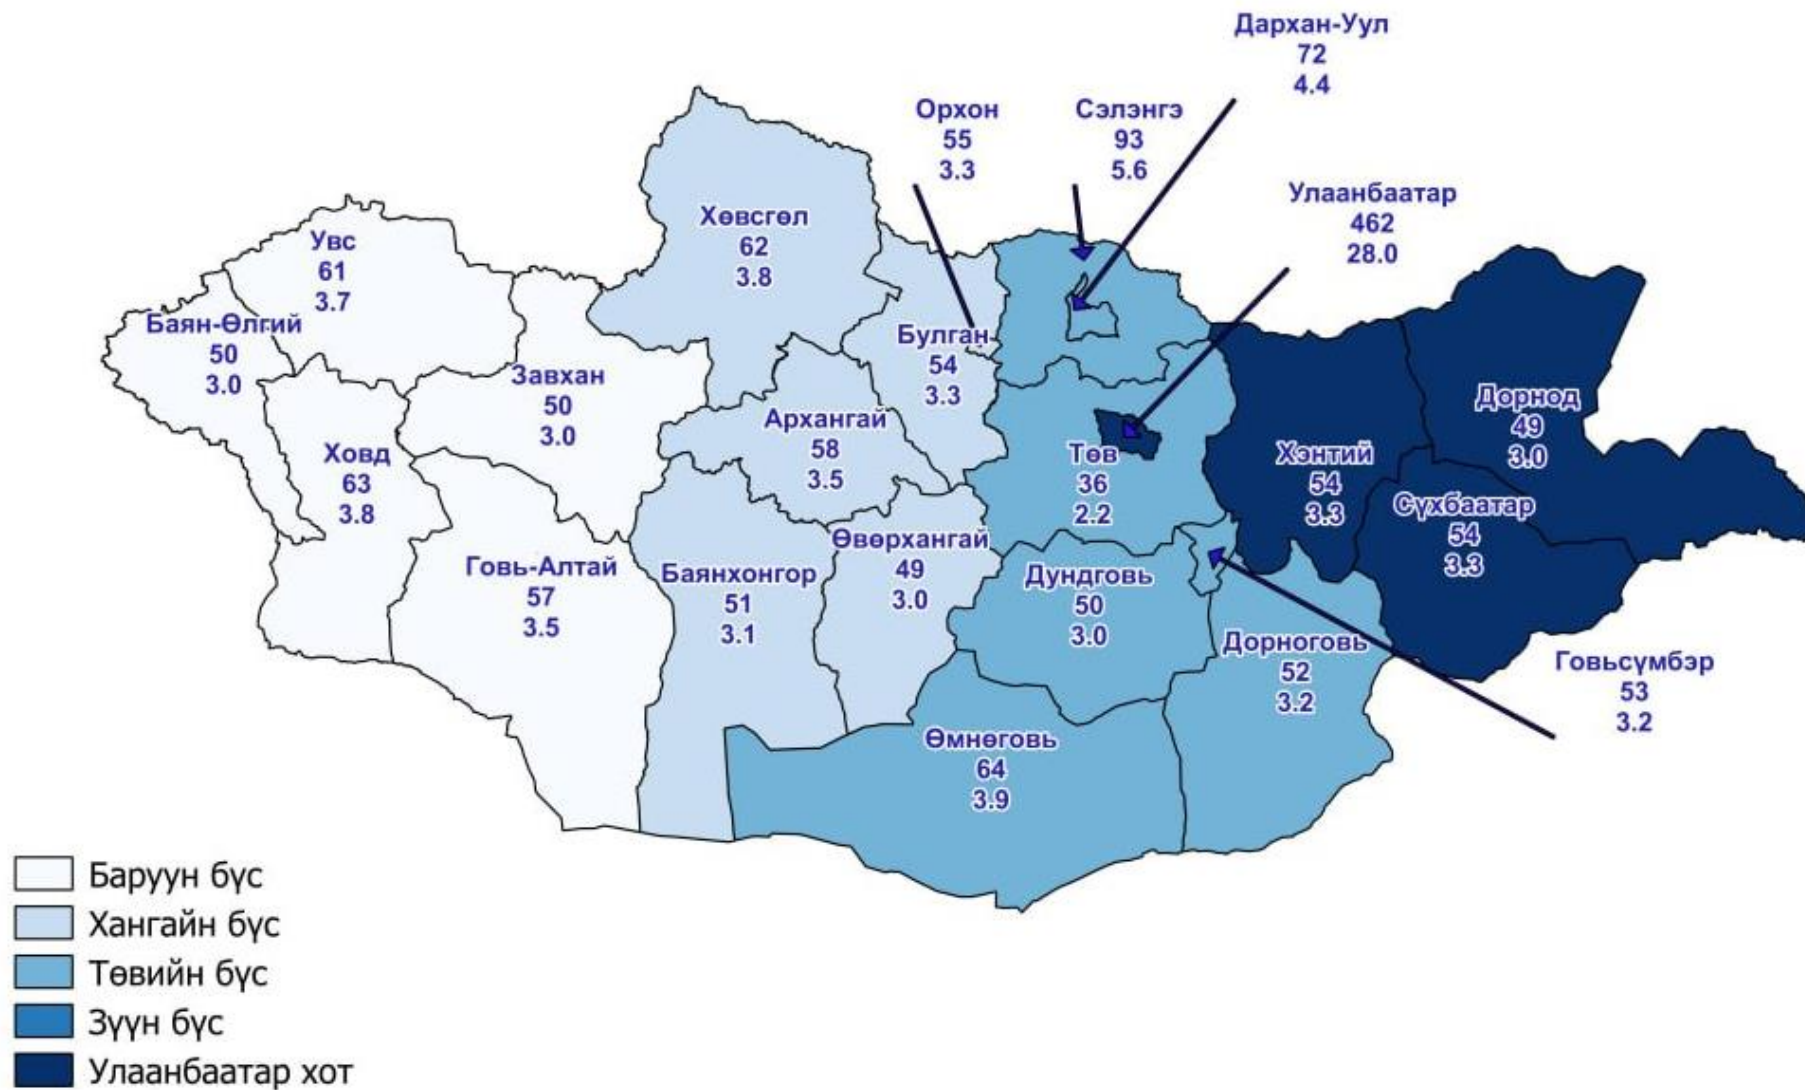 Дархан-Уул
72
4.4
Орхон
55
3.3
Сэлэнгэ
93
5.6
Улаанбаатар
462
28.0
Хөвсгөл
62
3.8
Увс
61
3.7
Баян-Өлгий
50
3.0
Булган
54
3.3
Завхан
50
3.0
Архангай
58
3.5
Ховд
63
3.8
Төв
36
2.2
Хэнтий
54
3.3
Дорнод
49
3.0
Сүхбаатар
54
3.3
Говь-Алтай
57
3.5
Баянхонгор
51
3.1
Өвөрхангай
49
3.0
Дундговь
50
3.0
Дорноговь
52
3.2
Говьсүмбэр
53
3.2
Өмнөговь
64
3.9
Баруун бүс
Хангайн бүс
Төвийн бүс
Зүүн бүс
Улаанбаатар хот